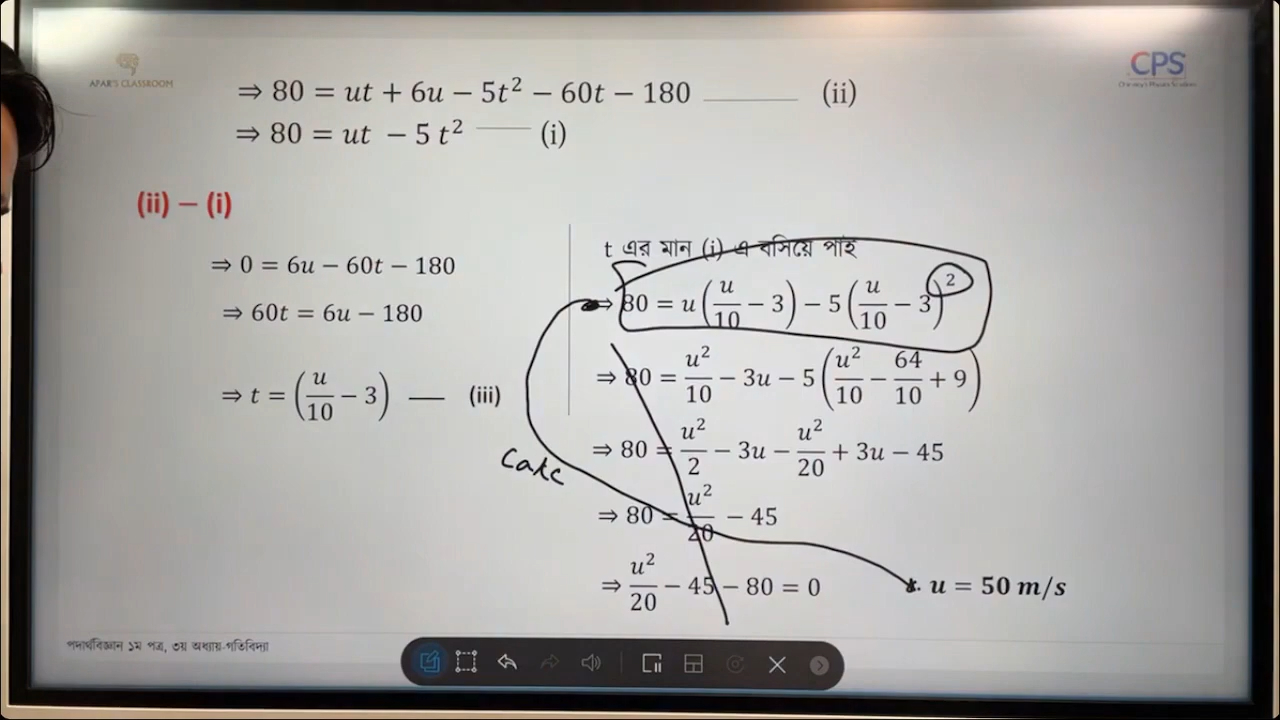 AFAR'S CLASSROOM
CPS
⇒ 80 = ut + 6u − 5t² − 60t − 180 (ii)
⇒ 80 = ut − 5 t² (i)
(ii) − (i)
⇒ 0 = 6u − 60t − 180
⇒ 60t = 6u − 180
⇒ t = (u/10 − 3) (iii)
t এর মান (i) এ বসিয়ে পাই
⇒ 80 = u(u/10 − 3) − 5(u/10 − 3)²
⇒ 80 = u²/10 − 3u − 5(u²/10 − 64/10 + 9)
⇒ 80 = u²/2 − 3u − u²/20 + 3u − 45
⇒ 80 = u²/20 − 45
⇒ u²/20 − 45 − 80 = 0
u = 50 m/s
পদার্থবিজ্ঞান ১ম পত্র, ৩য় অধ্যায়-গতিবিদ্যা